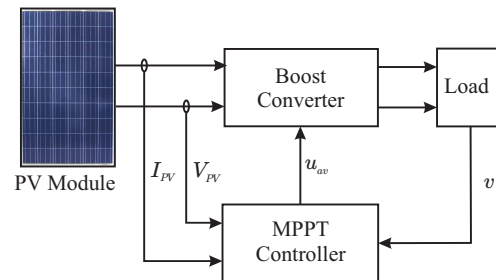 Boost
Converter
Load
PV Module
I_PV
V_PV
u_av
v
MPPT
Controller